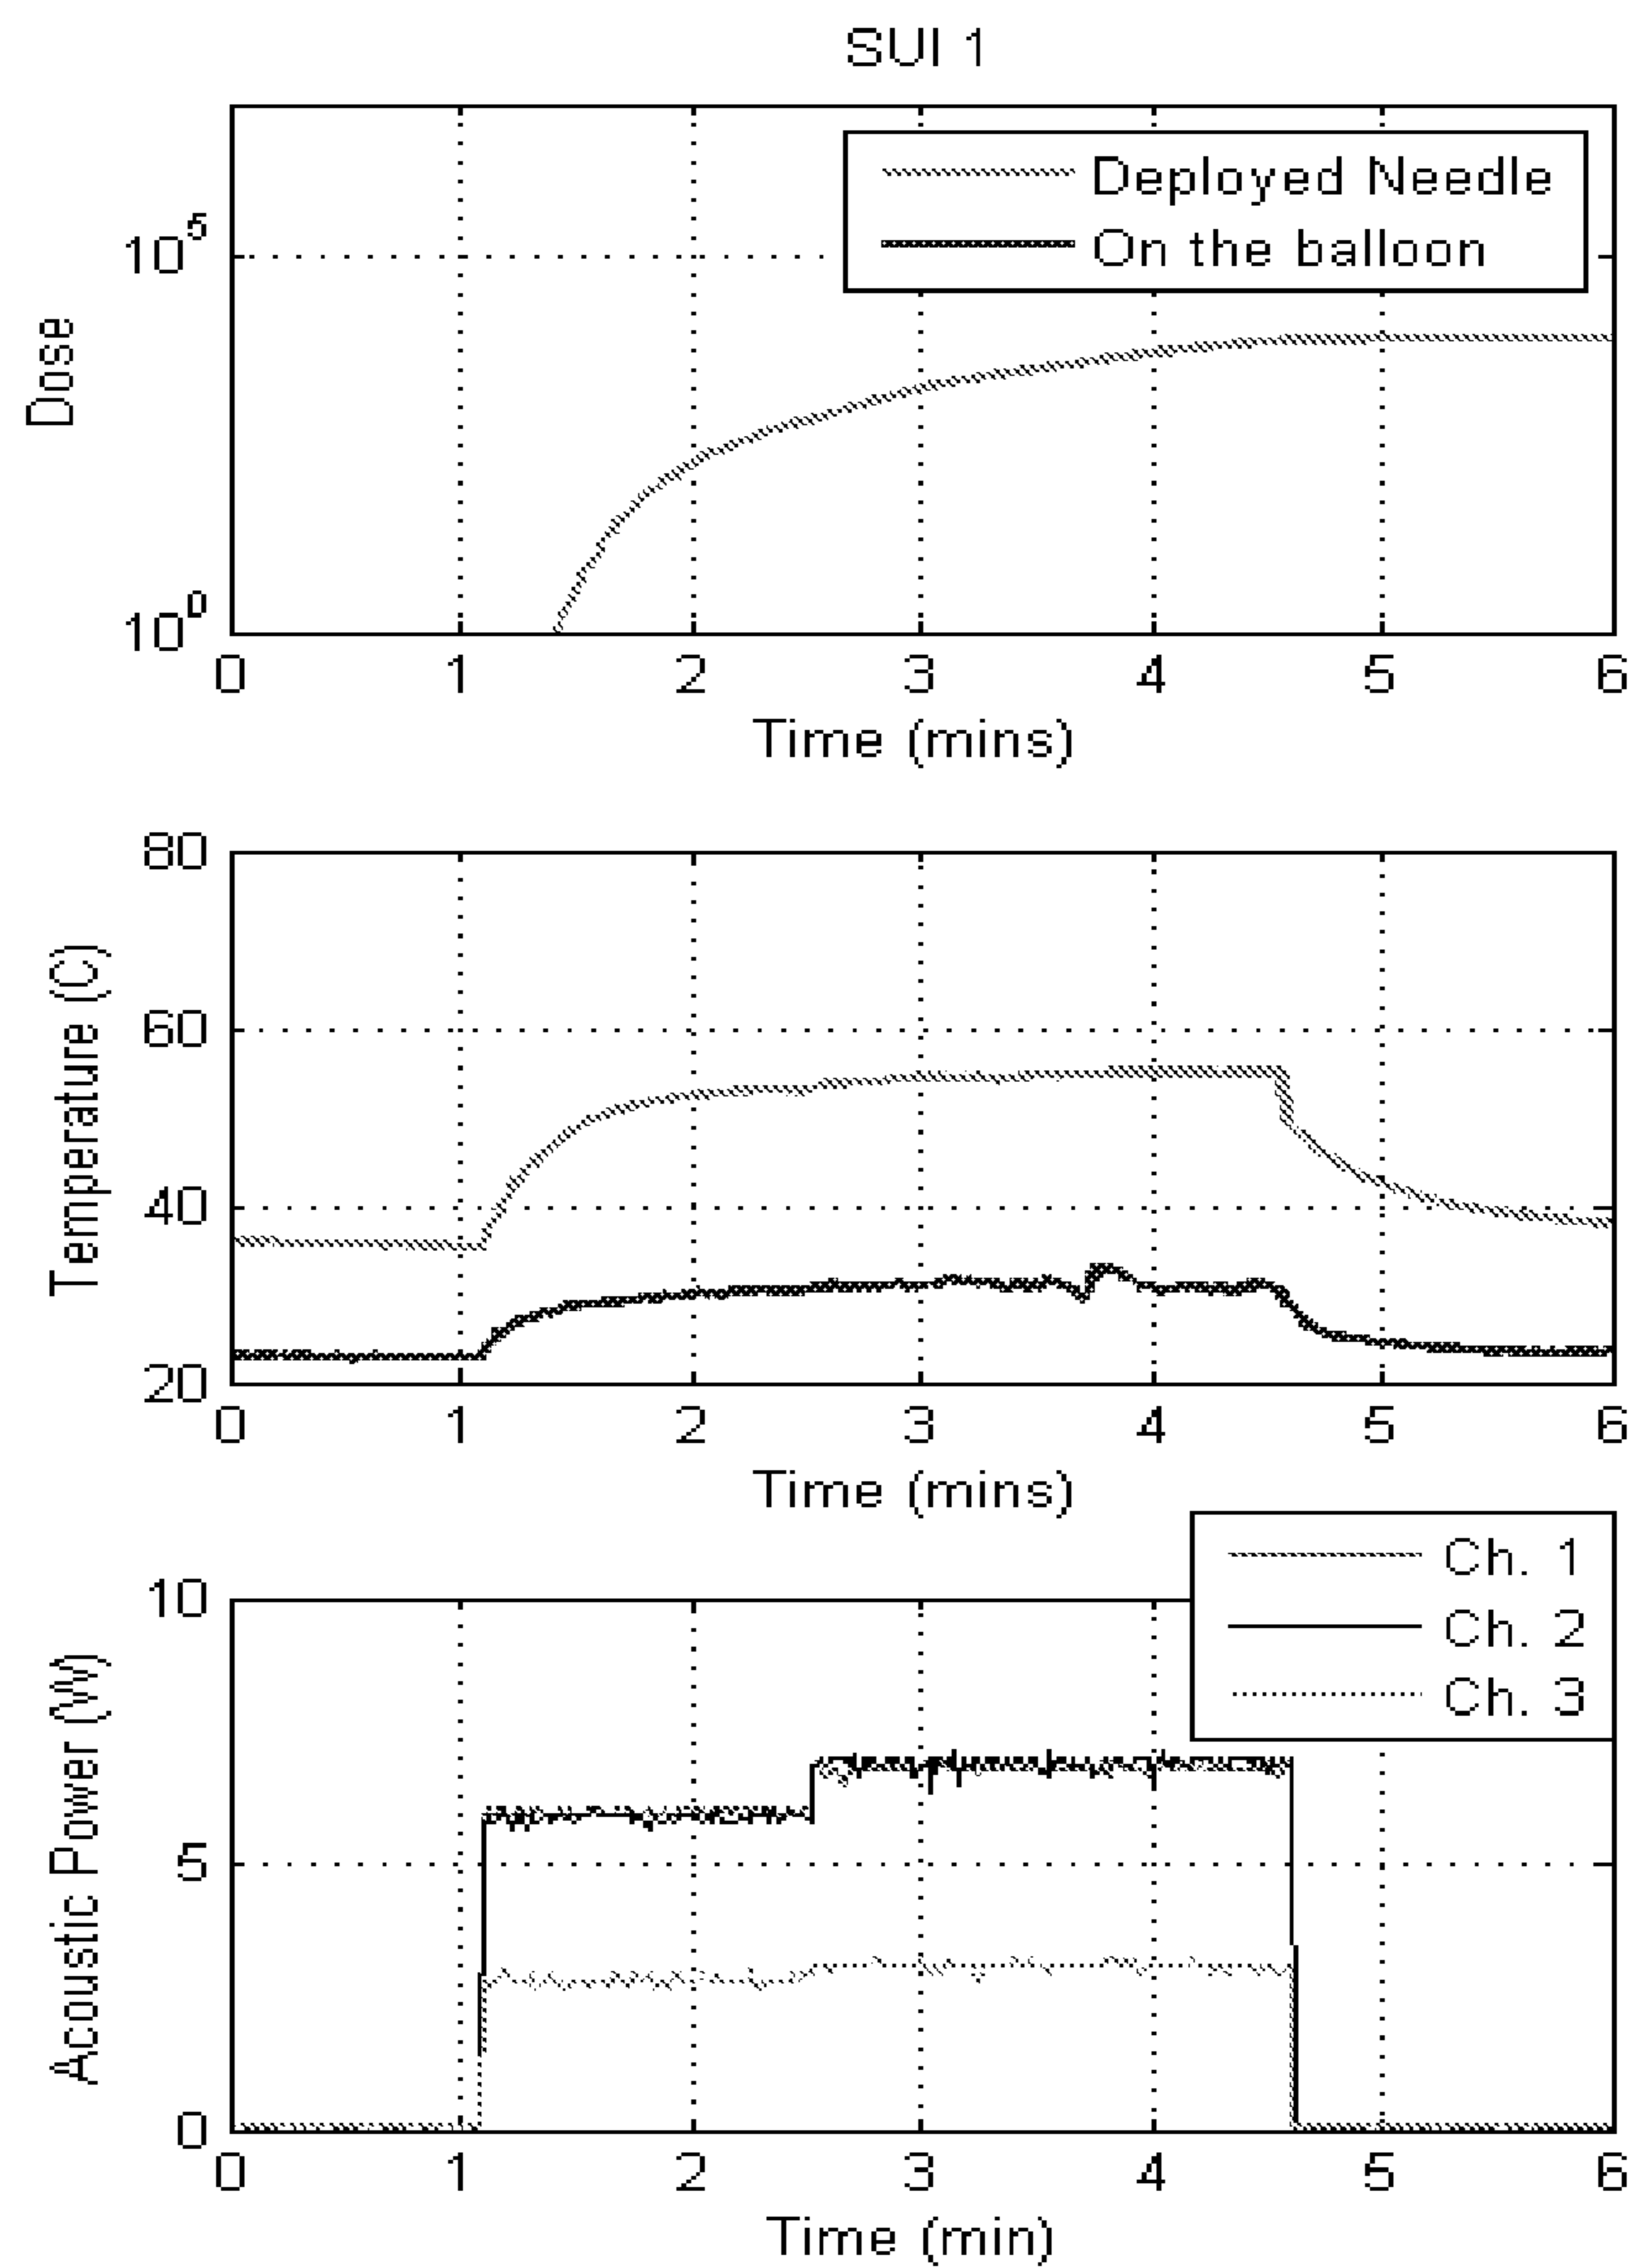 SUI 1
Deployed Needle
On the balloon
10^5
10^0
Dose
0 1 2 3 4 5 6
Time (mins)
80
60
40
20
Temperature (C)
0 1 2 3 4 5 6
Time (mins)
Ch. 1
Ch. 2
Ch. 3
10
5
0
Acoustic Power (W)
0 1 2 3 4 5 6
Time (min)